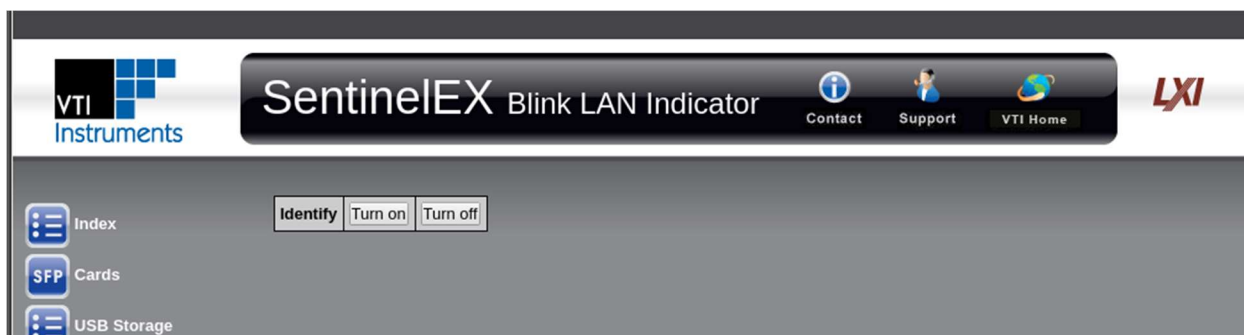 VTI
Instruments
SentinelEX Blink LAN Indicator
Contact
Support
VTI Home
LXI
Identify Turn on Turn off
Index
SFP Cards
USB Storage